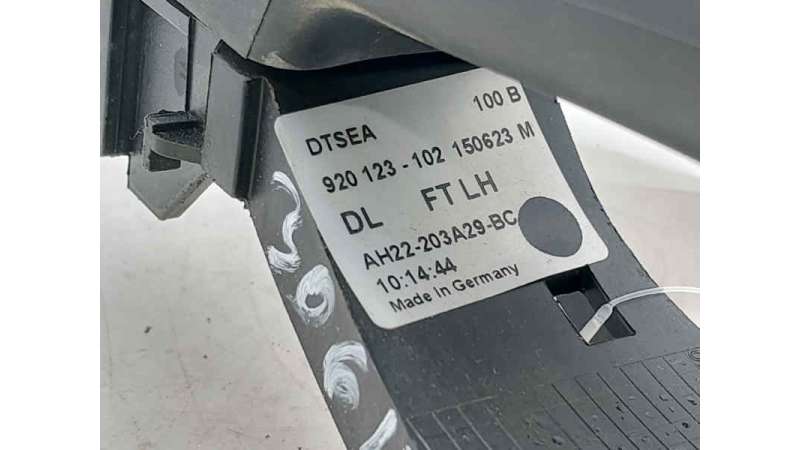 100 B
DTSEA
920 123 - 102 150623 M
DL FT LH
AH22-203A29-BC
10:14:44
Made In Germany